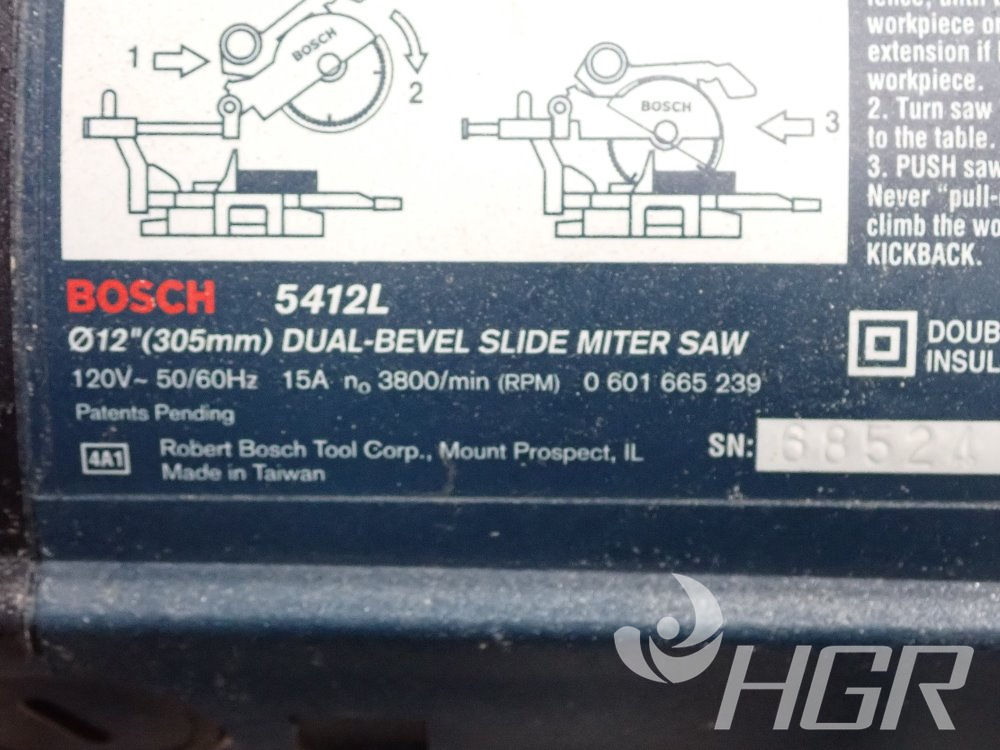 BOSCH
1
2
BOSCH
3
workpiece or
extension if
workpiece.
2. Turn saw
to the table.
3. PUSH saw
Never "pull-
climb the wo
KICKBACK.
BOSCH 5412L
Ø12"(305mm) DUAL-BEVEL SLIDE MITER SAW
120V~ 50/60Hz 15A no 3800/min (RPM) 0 601 665 239
Patents Pending
4A1
Robert Bosch Tool Corp., Mount Prospect, IL
Made in Taiwan
DOUB
INSUL
SN: 68524
HGR